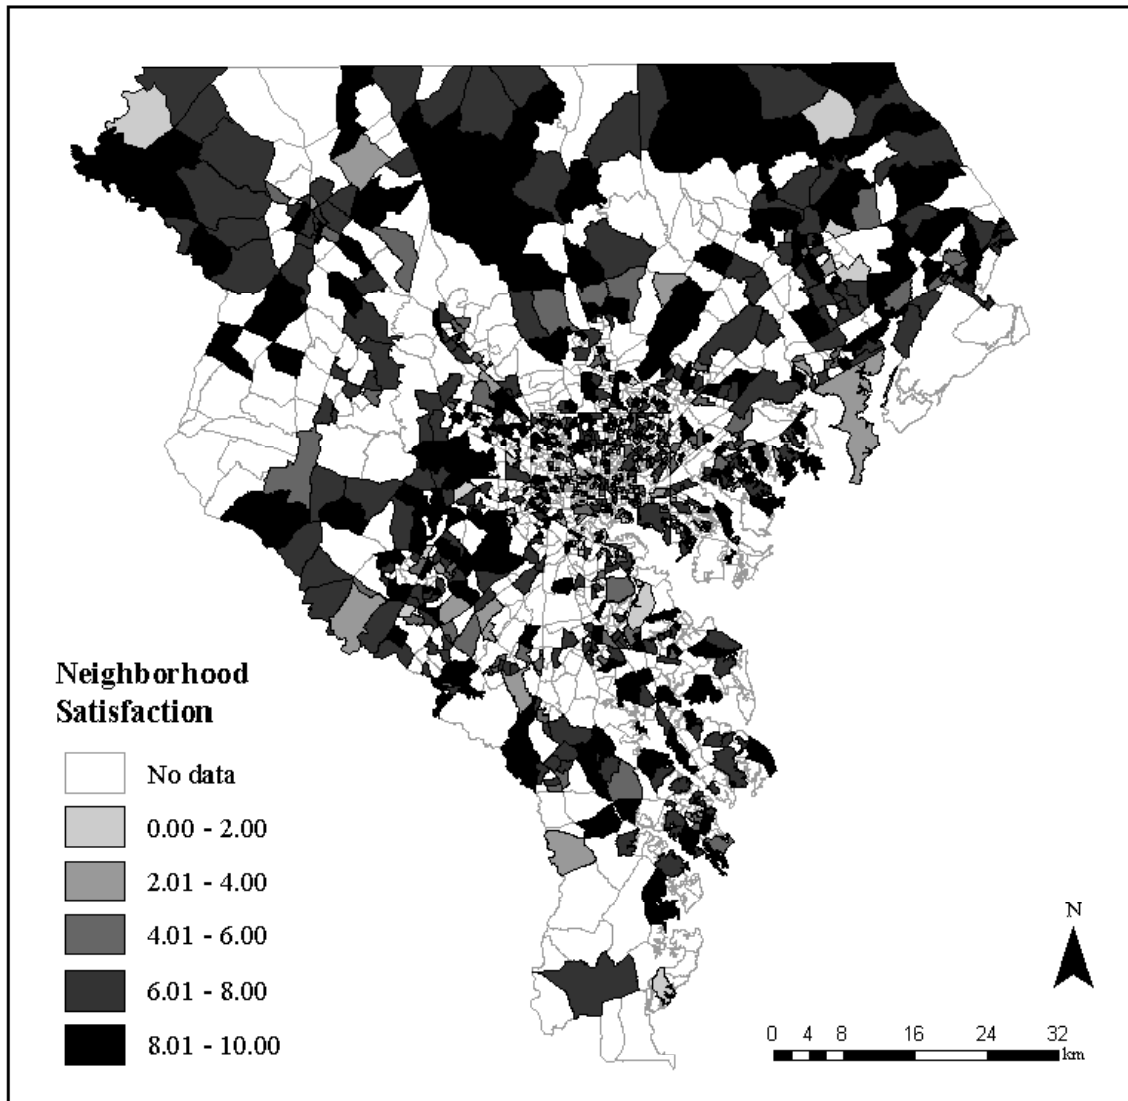 Neighborhood
Satisfaction
No data
0.00 - 2.00
2.01 - 4.00
4.01 - 6.00
6.01 - 8.00
8.01 - 10.00
N
0 4 8 16 24 32
km